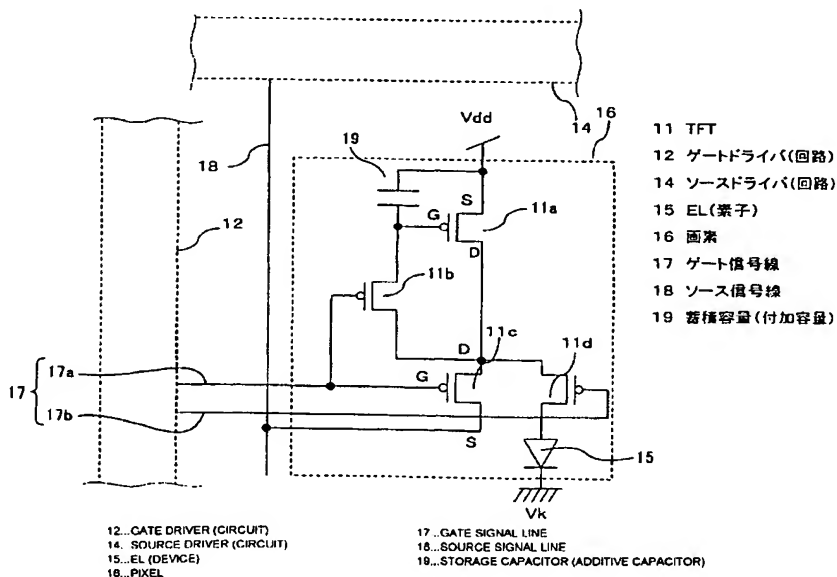 14
16
Vdd
19
18
S
G
11a
D
12
11b
11c
D
11d
G
17
17a
17b
S
15
Vk
11 TFT
12 ゲートドライバ(回路)
14 ソースドライバ(回路)
15 EL(素子)
16 画素
17 ゲート信号線
18 ソース信号線
19 蓄積容量(付加容量)
12...GATE DRIVER (CIRCUIT)
14. SOURCE DRIVER (CIRCUIT)
15...EL (DEVICE)
16...PIXEL
17 ..GATE SIGNAL LINE
18...SOURCE SIGNAL LINE
19...STORAGE CAPACITOR (ADDITIVE CAPACITOR)